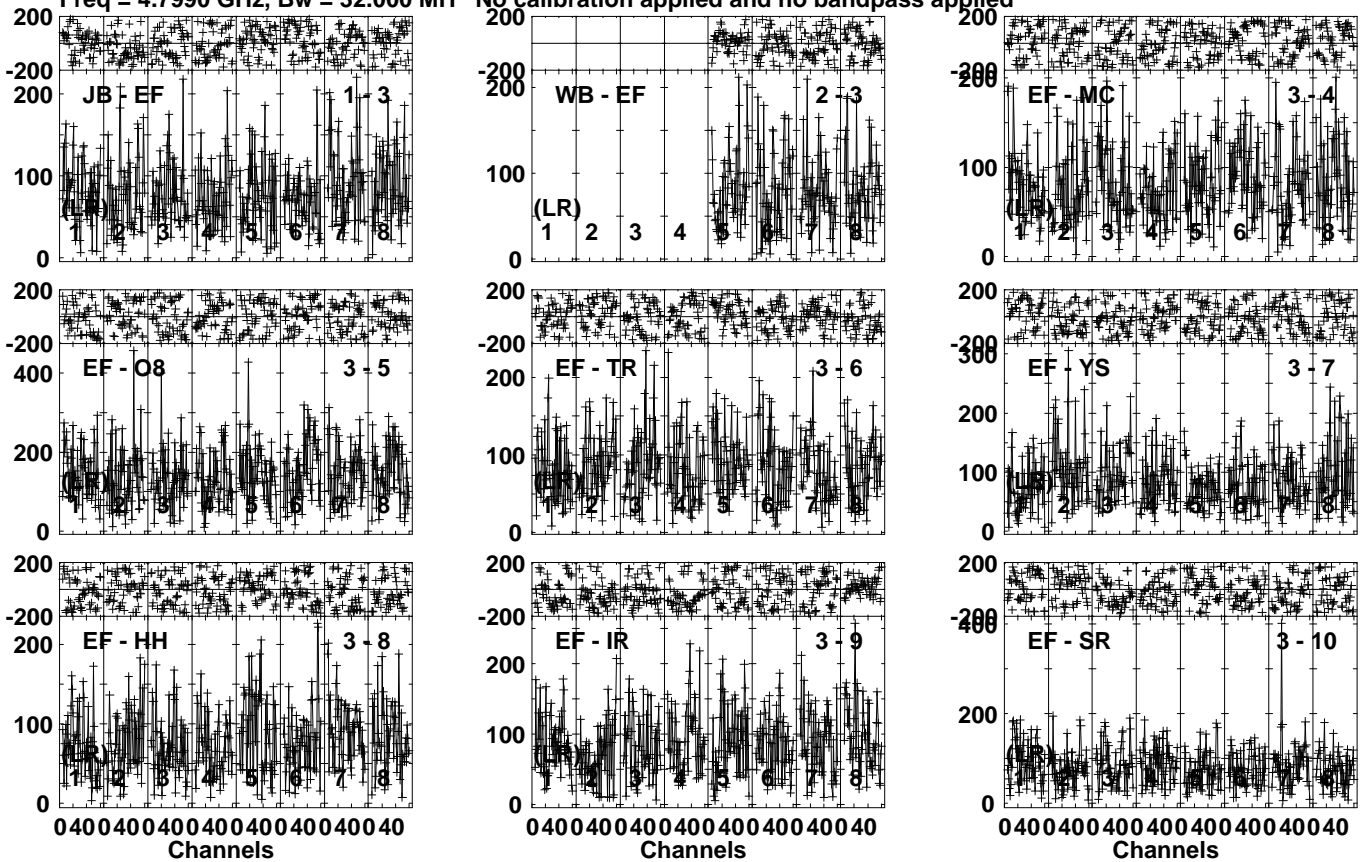 Freq = 4.7990 GHz, Bw = 32.000 MH No calibration applied and no bandpass applied
200
-200
200
100
0
JB - EF 1 - 3
(LR)
1 2 3 4 5 6 7 8
200
-200
200
100
0
WB - EF 2 - 3
(LR)
1 2 3 4 5 6 7 8
200
-200
200
100
0
EF - MC 3 - 4
(LR)
1 2 3 4 5 6 7 8
200
-200
400
200
0
EF - O8 3 - 5
(LR)
1 2 3 4 5 6 7 8
200
-200
200
100
0
EF - TR 3 - 6
(LR)
1 2 3 4 5 6 7 8
200
-200
300
200
100
0
EF - YS 3 - 7
(LR)
1 2 3 4 5 6 7 8
200
-200
200
100
0
EF - HH 3 - 8
(LR)
1 2 3 4 5 6 7 8
0 40 0 40 0 40 0 40 0 40 0 40 0 40 0 40
Channels
200
-200
200
100
0
EF - IR 3 - 9
(LR)
1 2 3 4 5 6 7 8
0 40 0 40 0 40 0 40 0 40 0 40 0 40 0 40
Channels
200
-200
400
200
0
EF - SR 3 - 10
(LR)
1 2 3 4 5 6 7 8
0 40 0 40 0 40 0 40 0 40 0 40 0 40 0 40
Channels